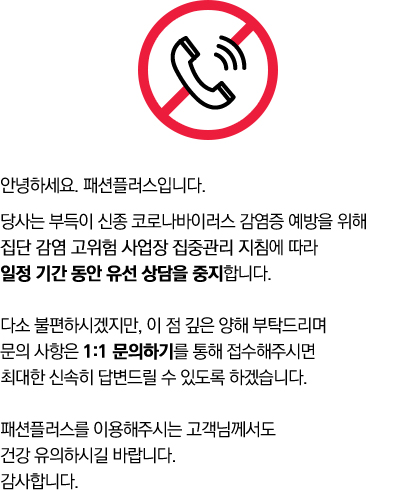 안녕하세요. 패션플러스입니다.
당사는 부득이 신종 코로나바이러스 감염증 예방을 위해
집단 감염 고위험 사업장 집중관리 지침에 따라
일정 기간 동안 유선 상담을 중지합니다.
다소 불편하시겠지만, 이 점 깊은 양해 부탁드리며
문의 사항은 1:1 문의하기를 통해 접수해주시면
최대한 신속히 답변드릴 수 있도록 하겠습니다.
패션플러스를 이용해주시는 고객님께서도
건강 유의하시길 바랍니다.
감사합니다.